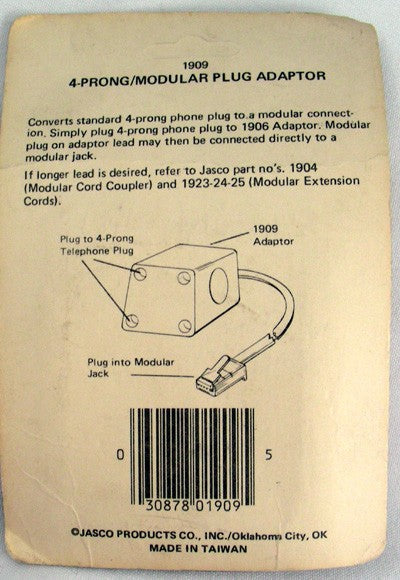 1909
4-PRONG/MODULAR PLUG ADAPTOR
Converts standard 4-prong phone plug to a modular connect-
ion. Simply plug 4-prong phone plug to 1906 Adaptor. Modular
plug on adaptor lead may then be connected directly to a
modular jack.
If longer lead is desired, refer to Jasco part no's. 1904
(Modular Cord Coupler) and 1923-24-25 (Modular Extension
Cords).
Plug to 4-Prong
Telephone Plug
1909
Adaptor
Plug into Modular
Jack
0 30878 01909 5
©JASCO PRODUCTS CO., INC./Oklahoma City, OK
MADE IN TAIWAN